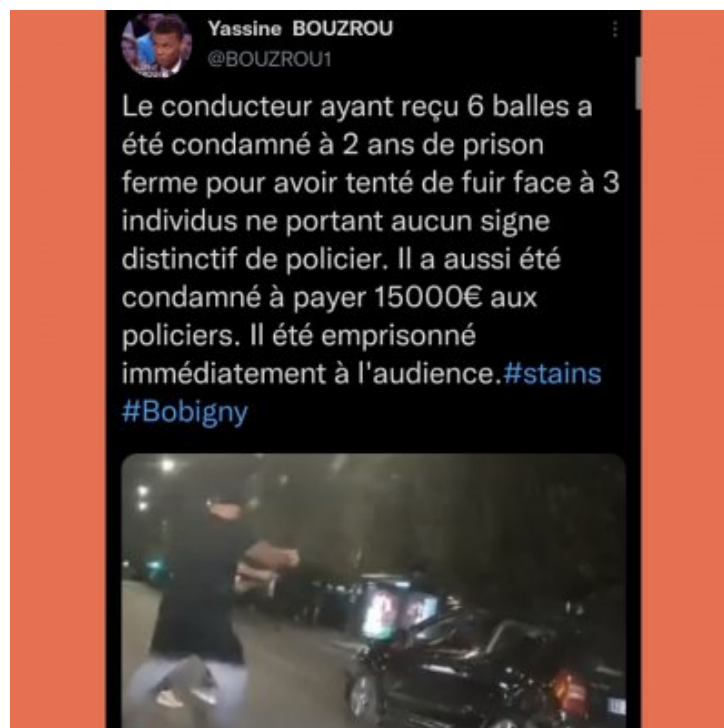 Yassine BOUZROU
@BOUZROU1
Le conducteur ayant reçu 6 balles a
été condamné à 2 ans de prison
ferme pour avoir tenté de fuir face à 3
individus ne portant aucun signe
distinctif de policier. Il a aussi été
condamné à payer 15000€ aux
policiers. Il été emprisonné
immédiatement à l'audience.#stains
#Bobigny